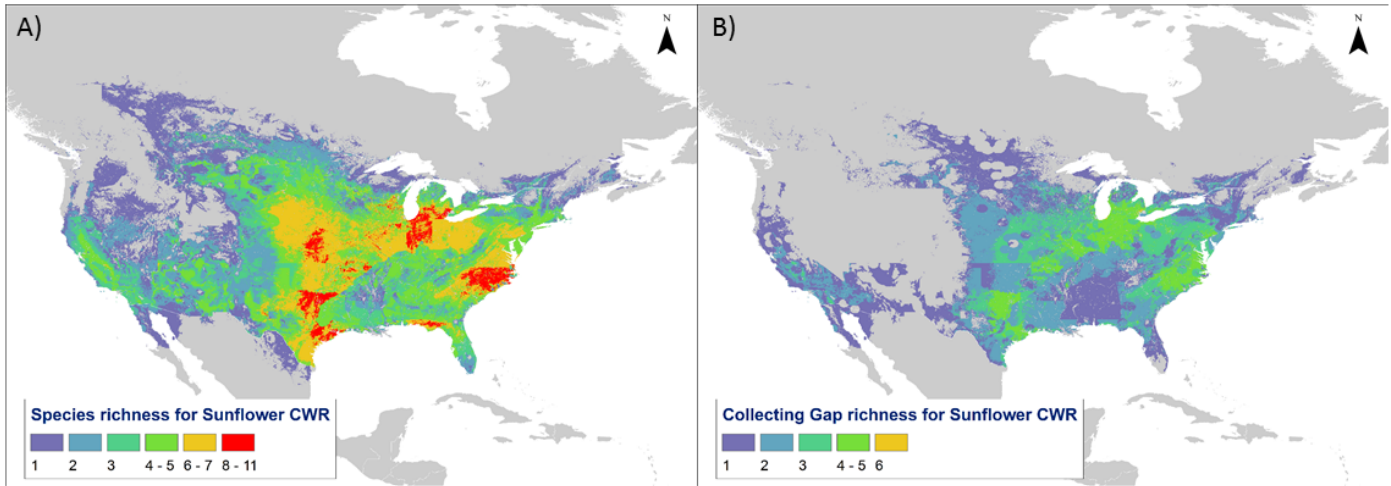 A)
N
Species richness for Sunflower CWR
1 2 3 4 - 5 6 - 7 8 - 11
B)
N
Collecting Gap richness for Sunflower CWR
1 2 3 4 - 5 6